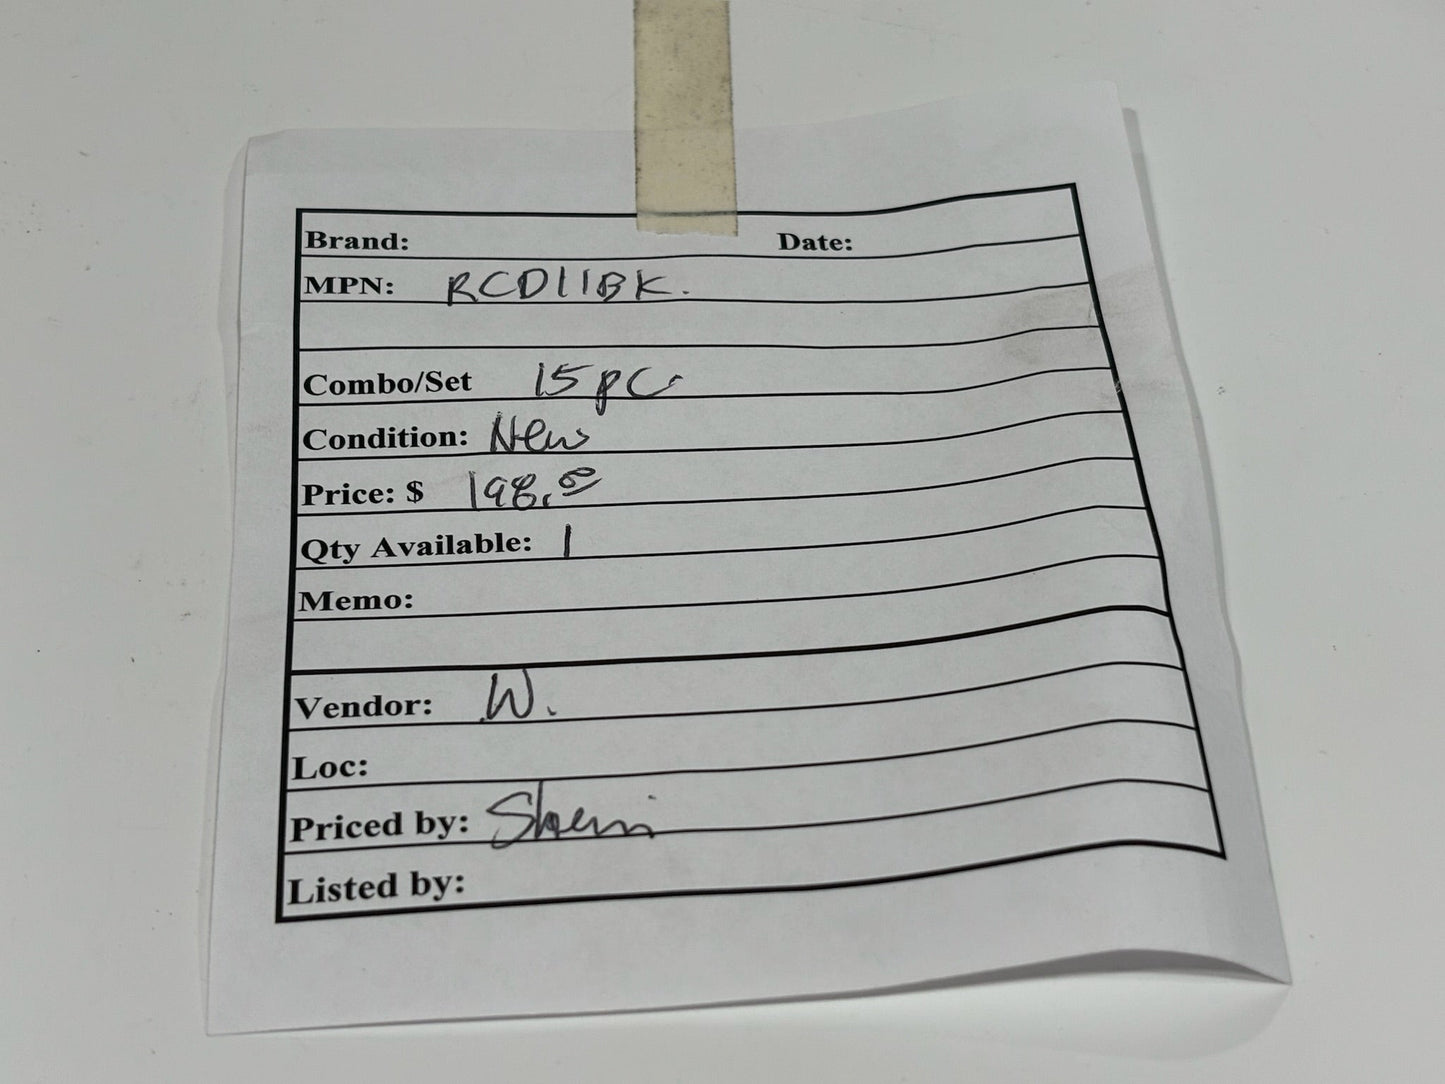 Brand: Date:
MPN: RCD11BK.
Combo/Set 15pc.
Condition: New
Price: $ 198.00
Qty Available: 1
Memo:
Vendor: W.
Loc:
Priced by: Sherri
Listed by: